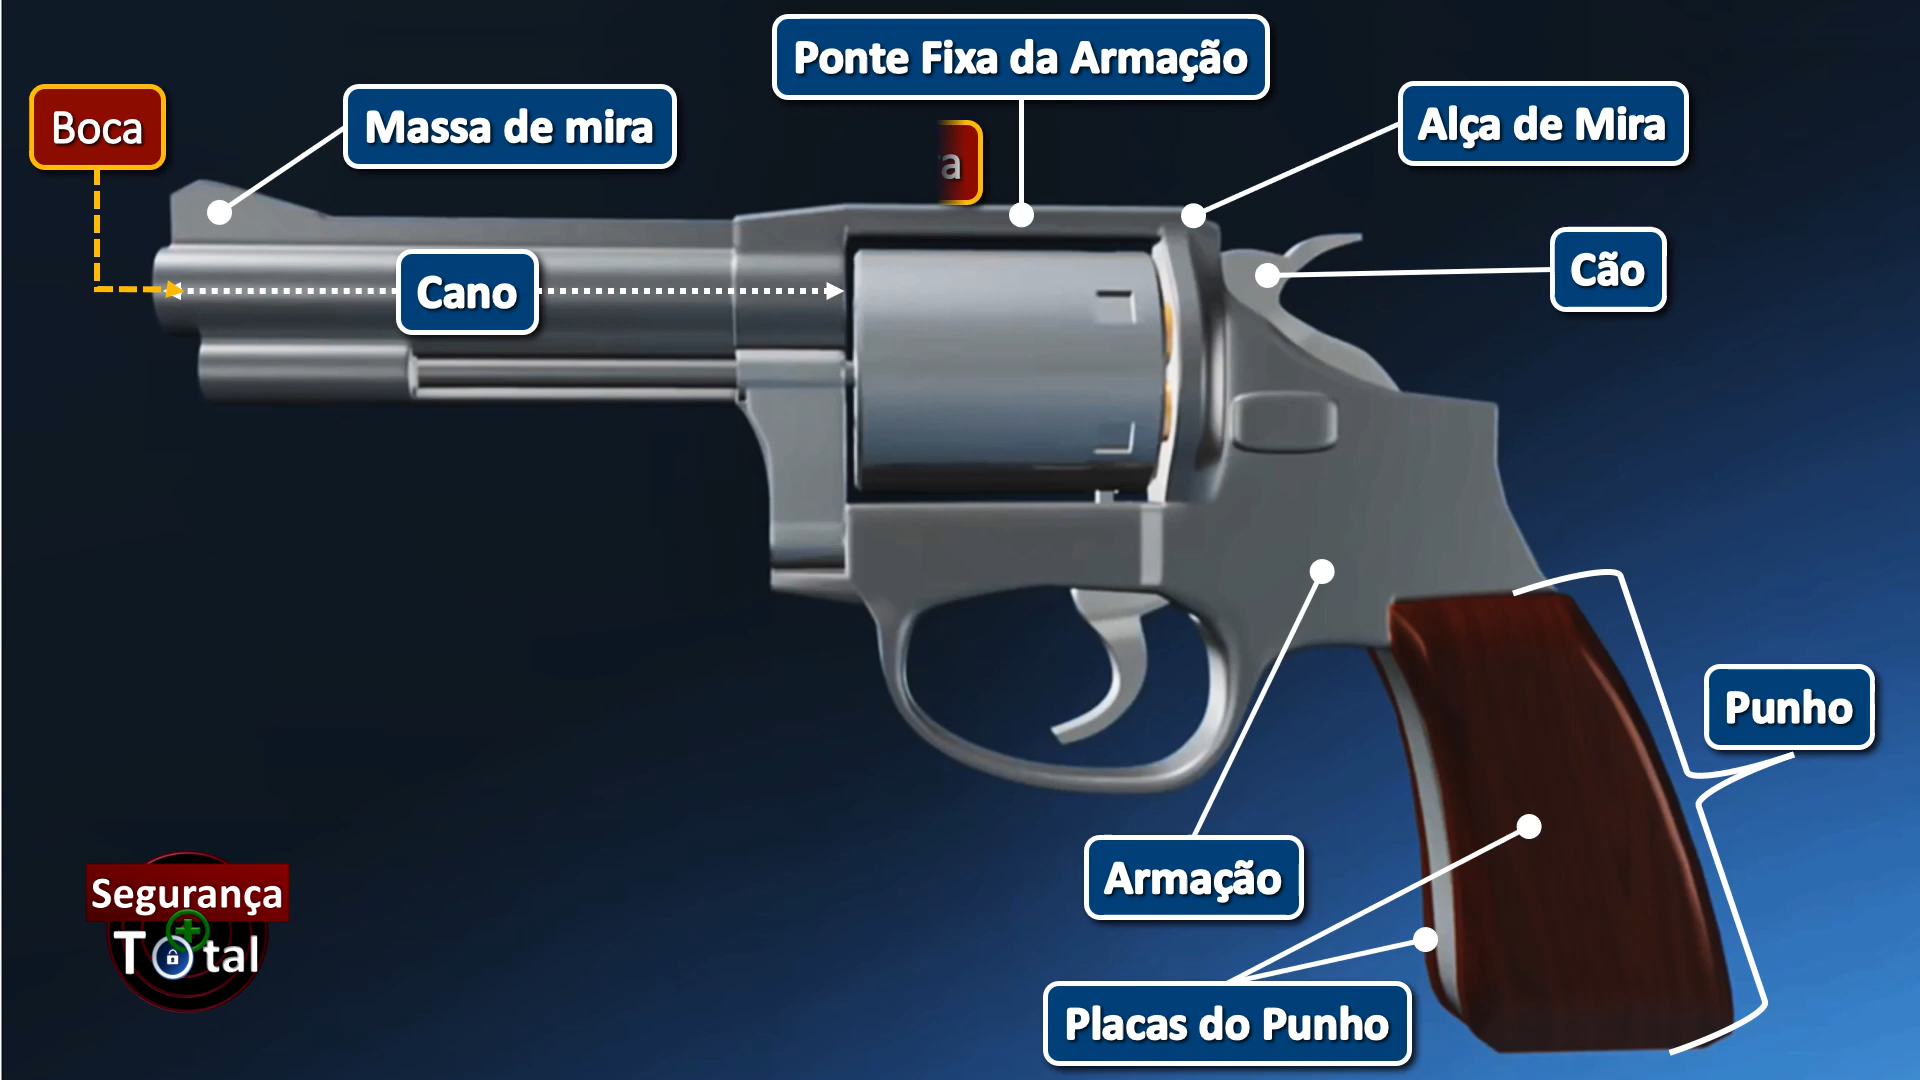 Ponte Fixa da Armação
Boca
Massa de mira
Alça de Mira
a
Cão
Cano
Punho
Armação
Segurança
Total
Placas do Punho